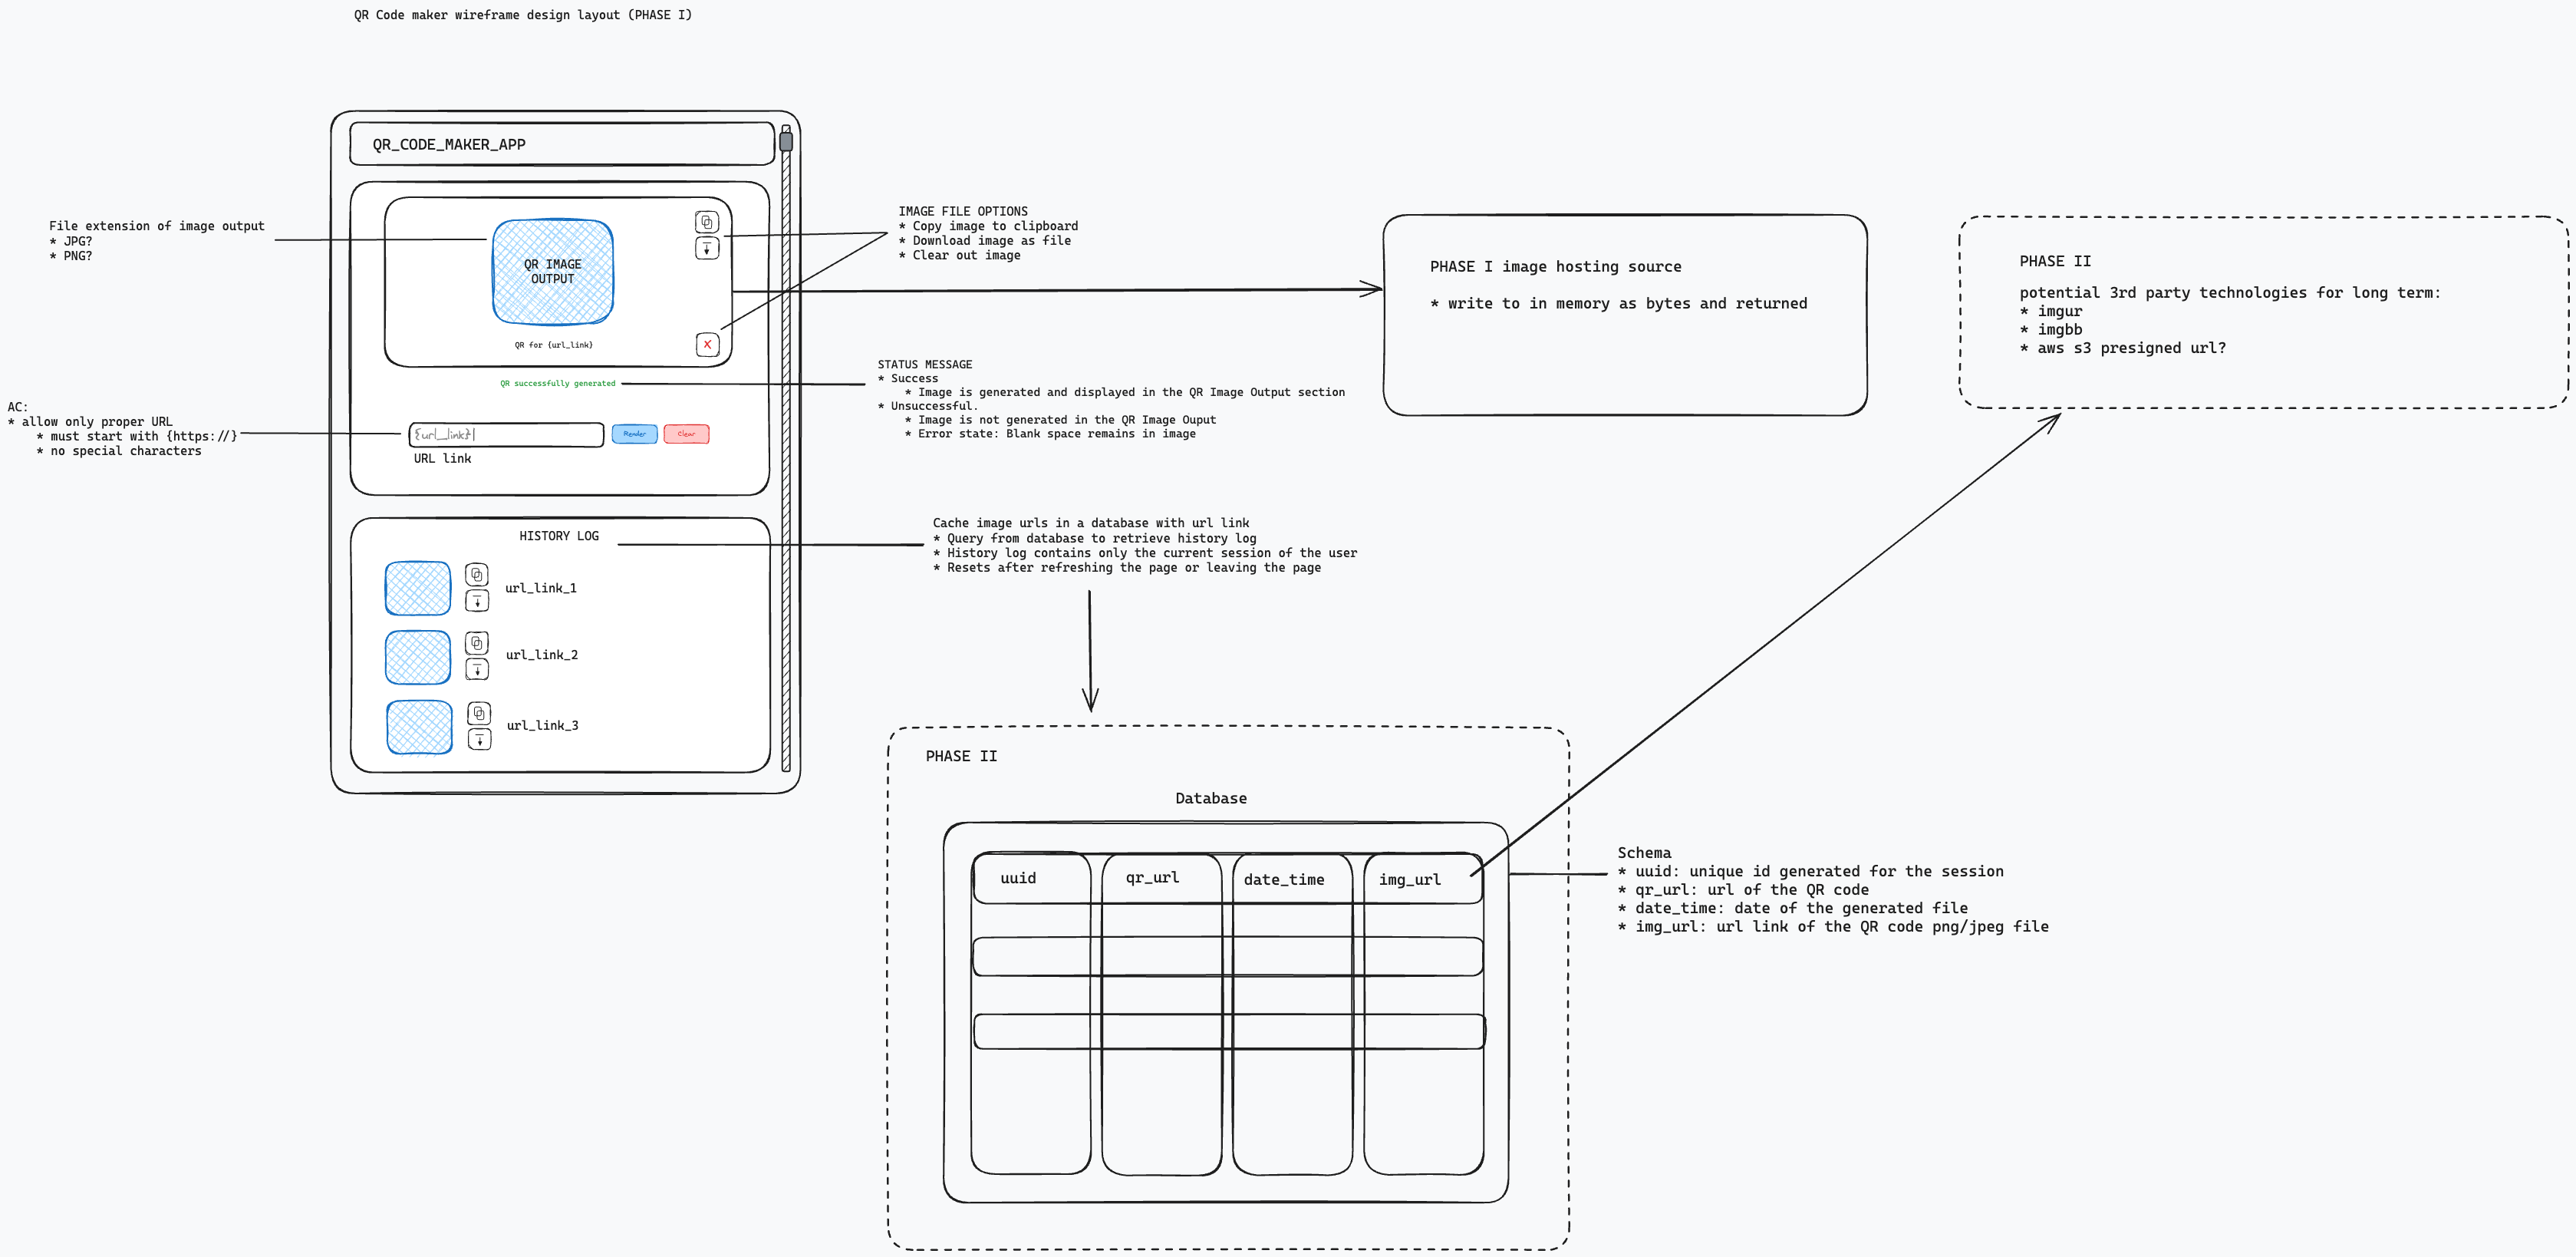 QR Code maker wireframe design layout (PHASE I)
QR_CODE_MAKER_APP
File extension of image output
* JPG?
* PNG?
QR IMAGE
OUTPUT
QR for {url_link}
X
IMAGE FILE OPTIONS
* Copy image to clipboard
* Download image as file
* Clear out image
PHASE I image hosting source
* write to in memory as bytes and returned
PHASE II
potential 3rd party technologies for long term:
* imgur
* imgbb
* aws s3 presigned url?
QR successfully generated
STATUS MESSAGE
* Success
* Image is generated and displayed in the QR Image Output section
* Unsuccessful.
* Image is not generated in the QR Image Ouput
* Error state: Blank space remains in image
AC:
* allow only proper URL
* must start with {https://}
* no special characters
{url_link}|
Render
Clear
URL link
HISTORY LOG
url_link_1
url_link_2
url_link_3
Cache image urls in a database with url link
* Query from database to retrieve history log
* History log contains only the current session of the user
* Resets after refreshing the page or leaving the page
PHASE II
Database
uuid
qr_url
date_time
img_url
Schema
* uuid: unique id generated for the session
* qr_url: url of the QR code
* date_time: date of the generated file
* img_url: url link of the QR code png/jpeg file